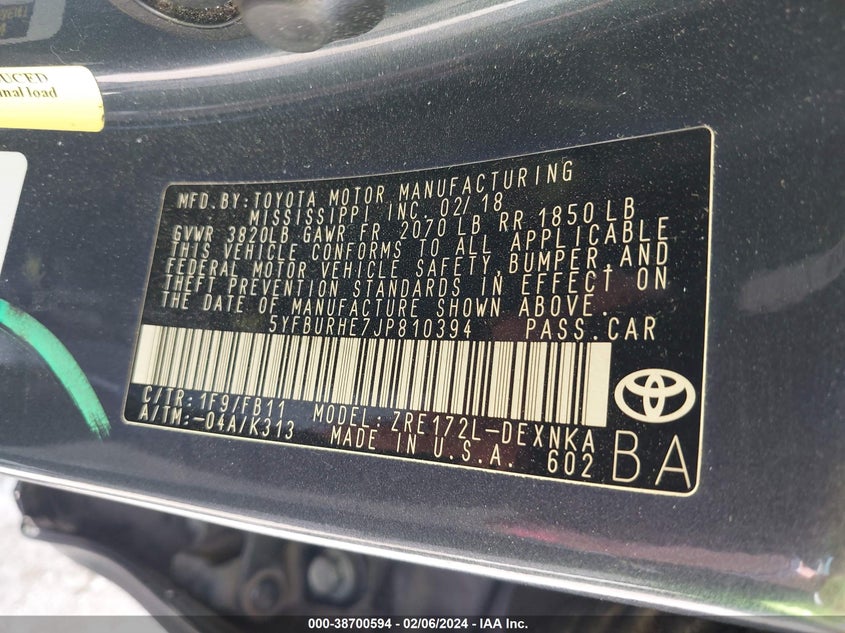 UCED
nal load
MFD.BY:TOYOTA MOTOR MANUFACTURING
MISSISSIPPI INC. 02/18
GVWR 3820LB GAWR FR 2070 LB RR 1850LB
THIS VEHICLE CONFORMS TO ALL APPLICABLE
FEDERAL MOTOR VEHICLE SAFETY,BUMPER,AND
THEFT PREVENTION STANDARDS IN EFFECT ON
THE DATE OF MANUFACTURE SHOWN ABOVE.
5YFBURHE7JP810394 PASS.CAR
C/TR:1F9/FB11 MODEL:ZRE172L-DEXNKA
A/TM:-04A/K313 MADE IN U.S.A. 602
BA
000-38700594 / 02/06/2024 - © IAA Inc.